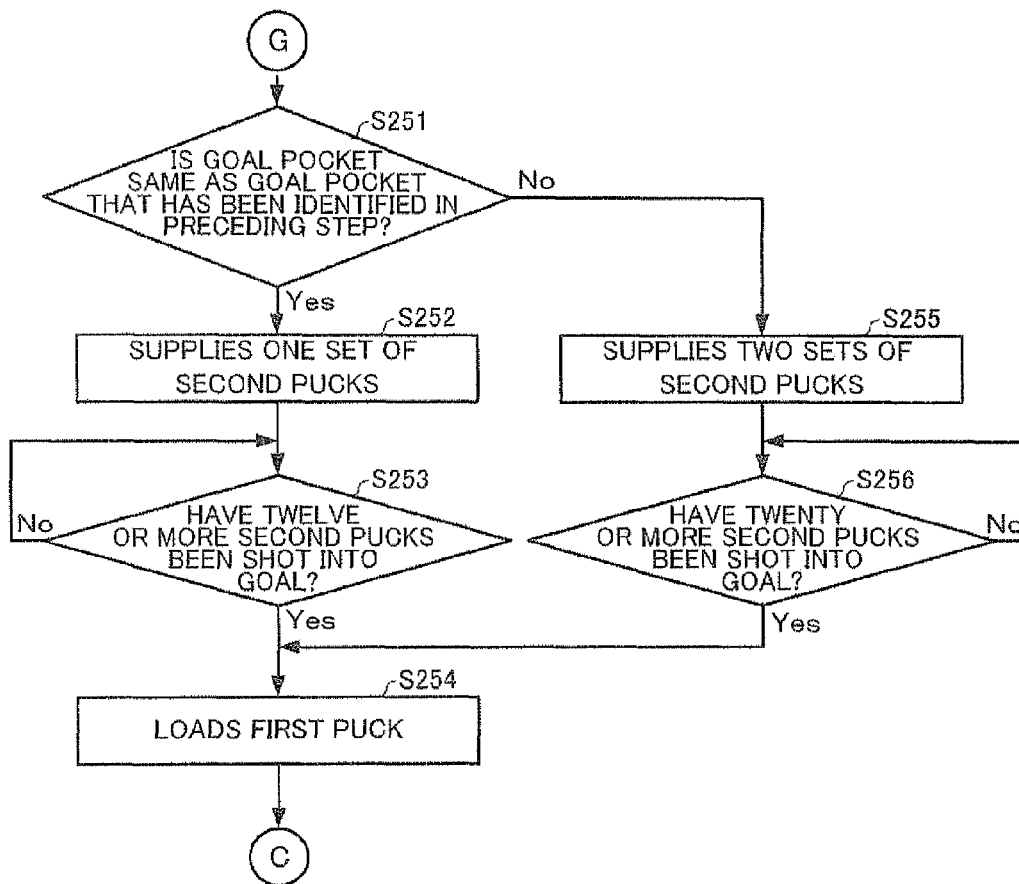 G
S251
IS GOAL POCKET
SAME AS GOAL POCKET
THAT HAS BEEN IDENTIFIED IN
PRECEDING STEP?
No
Yes
S252
SUPPLIES ONE SET OF
SECOND PUCKS
S255
SUPPLIES TWO SETS OF
SECOND PUCKS
S253
HAVE TWELVE
OR MORE SECOND PUCKS
BEEN SHOT INTO
GOAL?
No
Yes
S256
HAVE TWENTY
OR MORE SECOND PUCKS
BEEN SHOT INTO
GOAL?
No
Yes
S254
LOADS FIRST PUCK
C